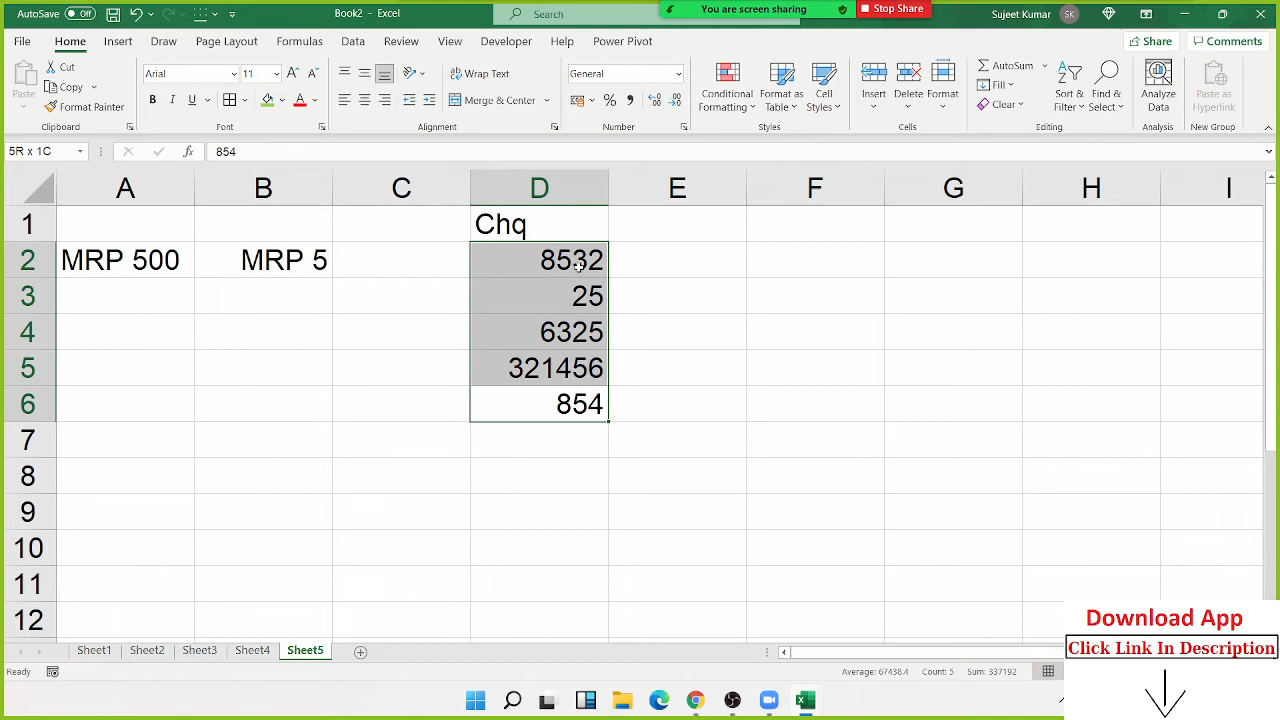 AutoSave Off Book2 - Excel Search You are screen sharing Stop Share Sujeet Kumar SK
File Home Insert Draw Page Layout Formulas Data Review View Developer Help Power Pivot Share Comments
Paste Cut Copy Format Painter Clipboard
Arial 11 B I U A Font
Wrap Text Merge & Center Alignment
General % Number
Conditional Formatting Format as Table Cell Styles Styles
Insert Delete Format Cells
AutoSum Fill Clear Sort & Filter Find & Select Editing
Analyze Data Analysis
Paste as Hyperlink New Group
5R x 1C fx 854
A B C D E F G H I
1 Chq
2 MRP 500 MRP 5 8532
3 25
4 6325
5 321456
6 854
7
8
9
10
11
12
Download App
Click Link In Description
Sheet1 Sheet2 Sheet3 Sheet4 Sheet5
Ready Average: 67438.4 Count: 5 Sum: 337192